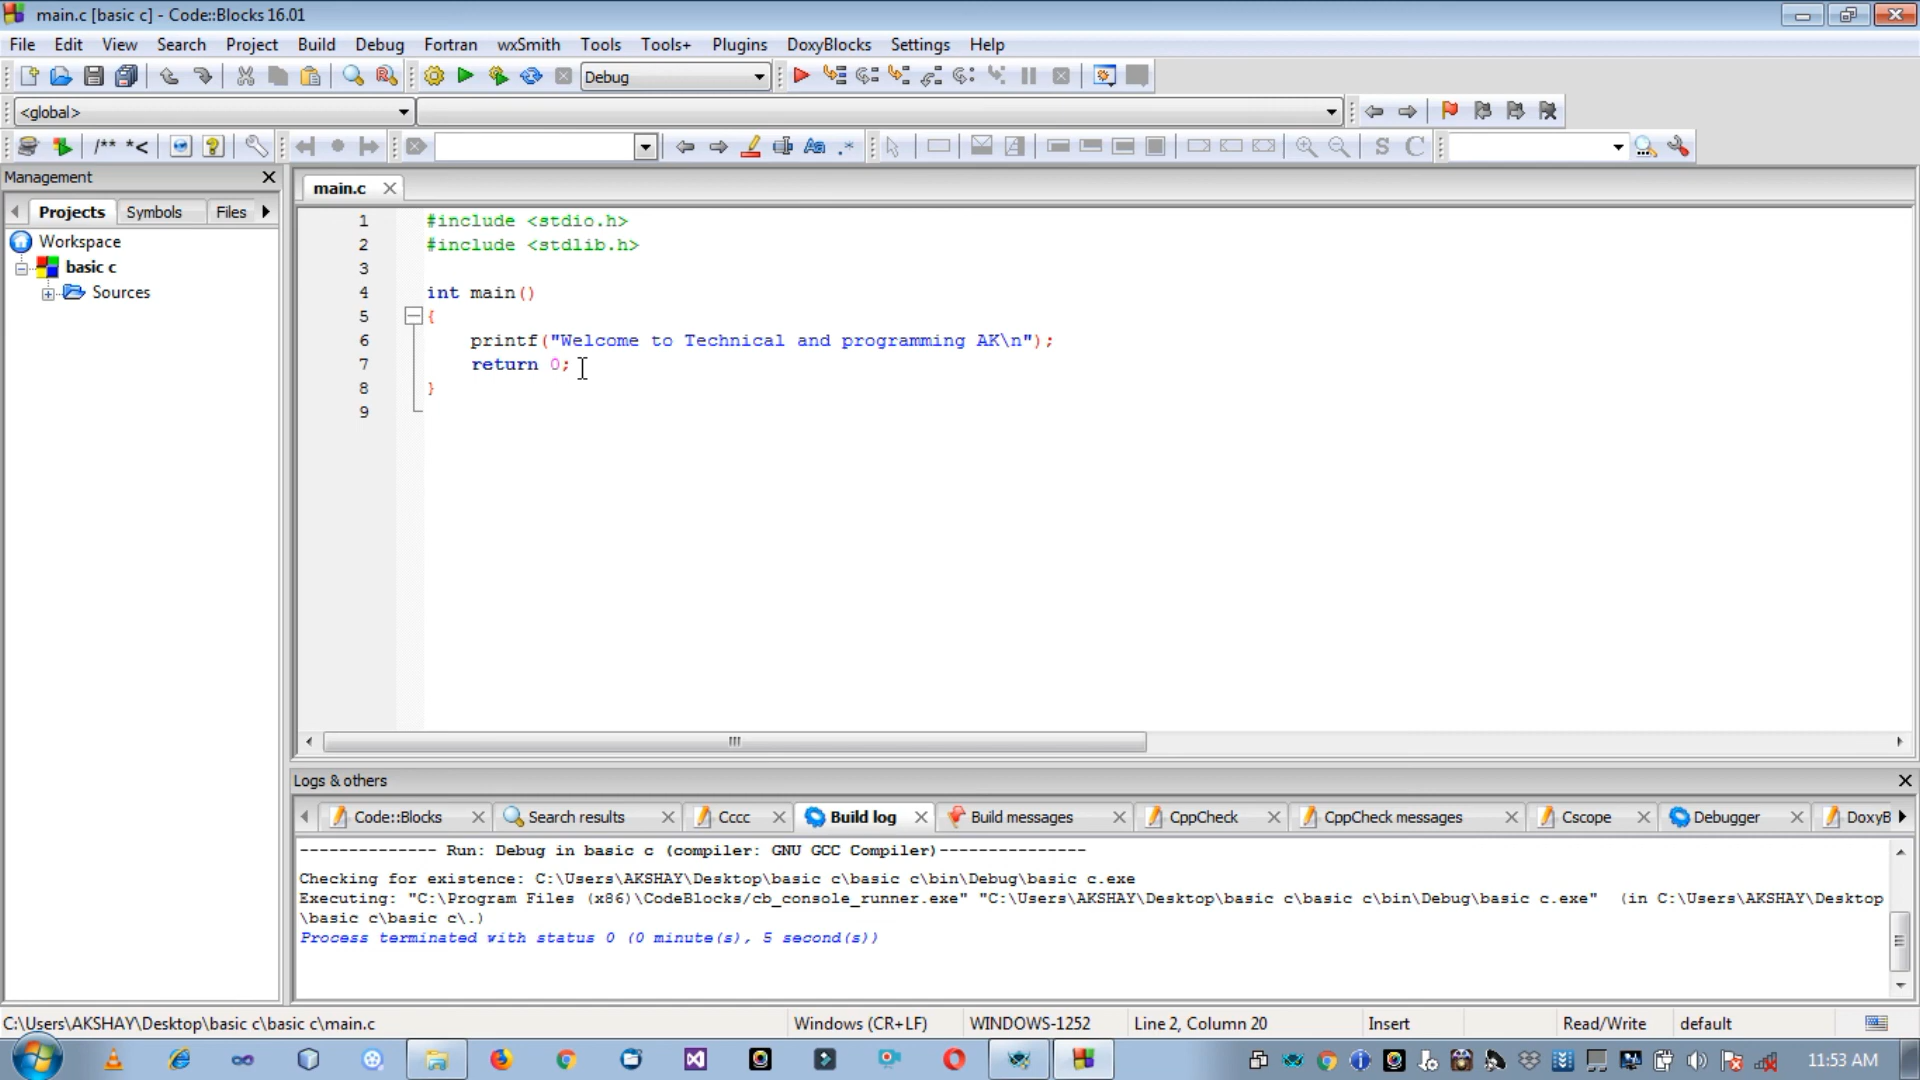 main.c [basic c] - Code::Blocks 16.01
File Edit View Search Project Build Debug Fortran wxSmith Tools Tools+ Plugins DoxyBlocks Settings Help
Debug
<global>
/** *<
Aa .* S C
Management
Projects Symbols Files
Workspace
basic c
Sources
main.c
1 #include <stdio.h>
2 #include <stdlib.h>
3
4 int main()
5 {
6 printf("Welcome to Technical and programming AK\n");
7 return 0;
8 }
9
Logs & others
Code::Blocks Search results Cccc Build log Build messages CppCheck CppCheck messages Cscope Debugger DoxyB
-------------- Run: Debug in basic c (compiler: GNU GCC Compiler)---------------
Checking for existence: C:\Users\AKSHAY\Desktop\basic c\basic c\bin\Debug\basic c.exe
Executing: "C:\Program Files (x86)\CodeBlocks/cb_console_runner.exe" "C:\Users\AKSHAY\Desktop\basic c\basic c\bin\Debug\basic c.exe" (in C:\Users\AKSHAY\Desktop
\basic c\basic c\.)
Process terminated with status 0 (0 minute(s), 5 second(s))
C:\Users\AKSHAY\Desktop\basic c\basic c\main.c Windows (CR+LF) WINDOWS-1252 Line 2, Column 20 Insert Read/Write default
11:53 AM